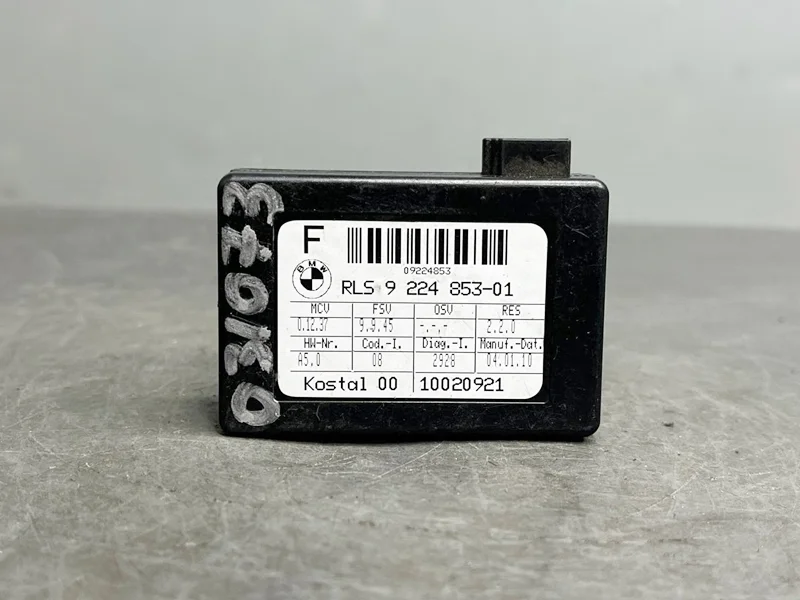 F
09224853
BMW
RLS 9 224 853-01
MCV FSV OSV RES
0.12.37 9.9.45 -.-.- 2.2.0
HW-Nr. Cod.-I. Diag.-I. Manuf.-Dat.
A5,0 08 2928 04.01.10
Kostal 00 10020921